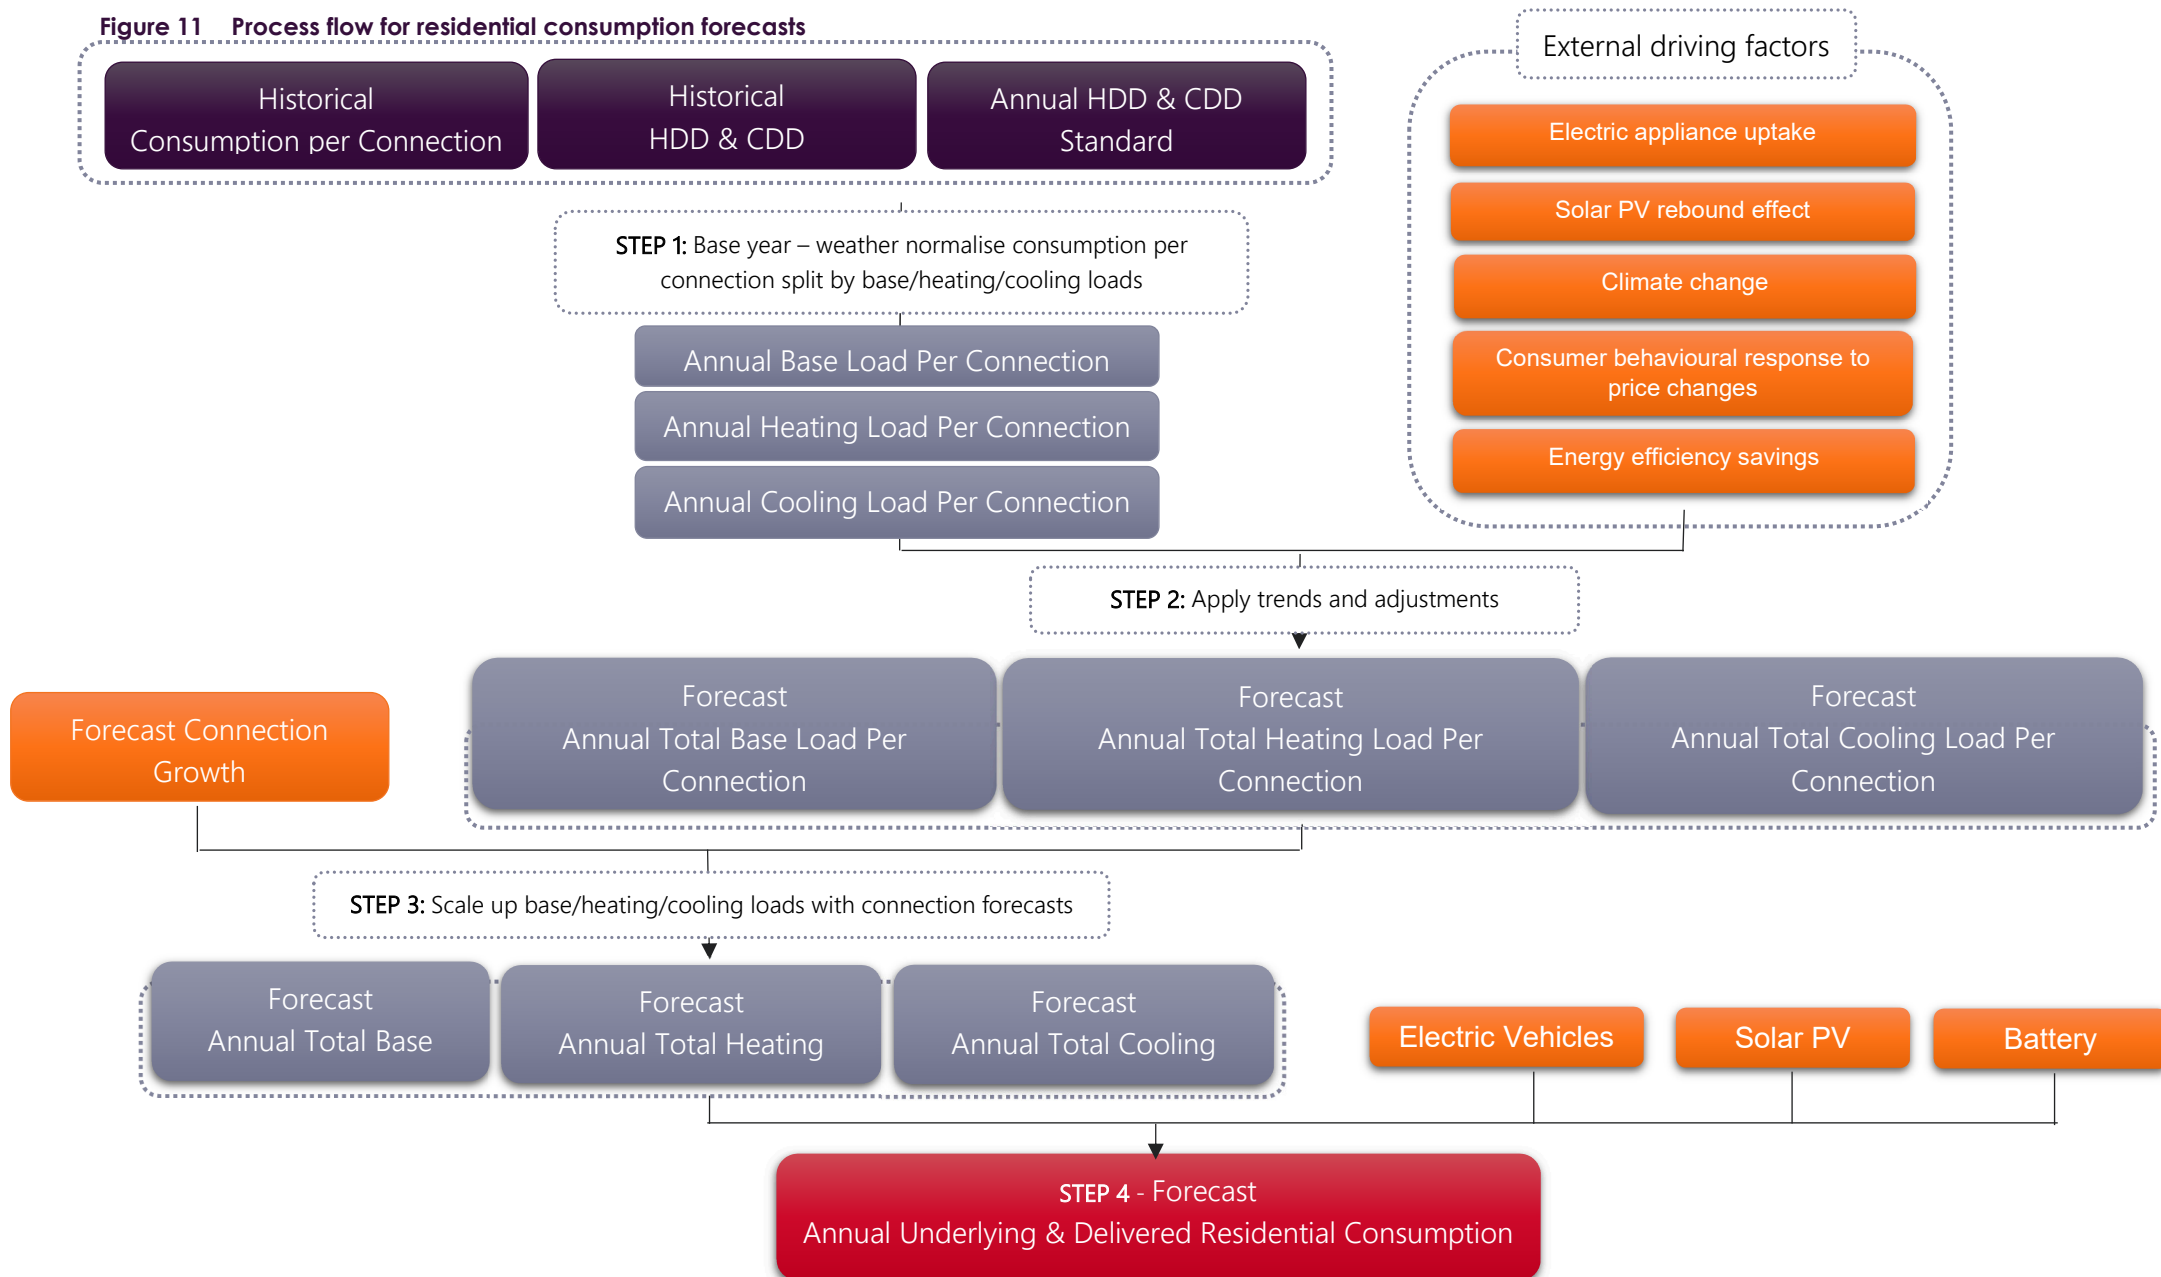 Figure 11 Process flow for residential consumption forecasts
Historical
Consumption per Connection
Historical
HDD & CDD
Annual HDD & CDD
Standard
External driving factors
Electric appliance uptake
Solar PV rebound effect
Climate change
Consumer behavioural response to
price changes
Energy efficiency savings
STEP 1: Base year – weather normalise consumption per
connection split by base/heating/cooling loads
Annual Base Load Per Connection
Annual Heating Load Per Connection
Annual Cooling Load Per Connection
STEP 2: Apply trends and adjustments
Forecast Connection
Growth
Forecast
Annual Total Base Load Per
Connection
Forecast
Annual Total Heating Load Per
Connection
Forecast
Annual Total Cooling Load Per
Connection
STEP 3: Scale up base/heating/cooling loads with connection forecasts
Forecast
Annual Total Base
Forecast
Annual Total Heating
Forecast
Annual Total Cooling
Electric Vehicles
Solar PV
Battery
STEP 4 - Forecast
Annual Underlying & Delivered Residential Consumption